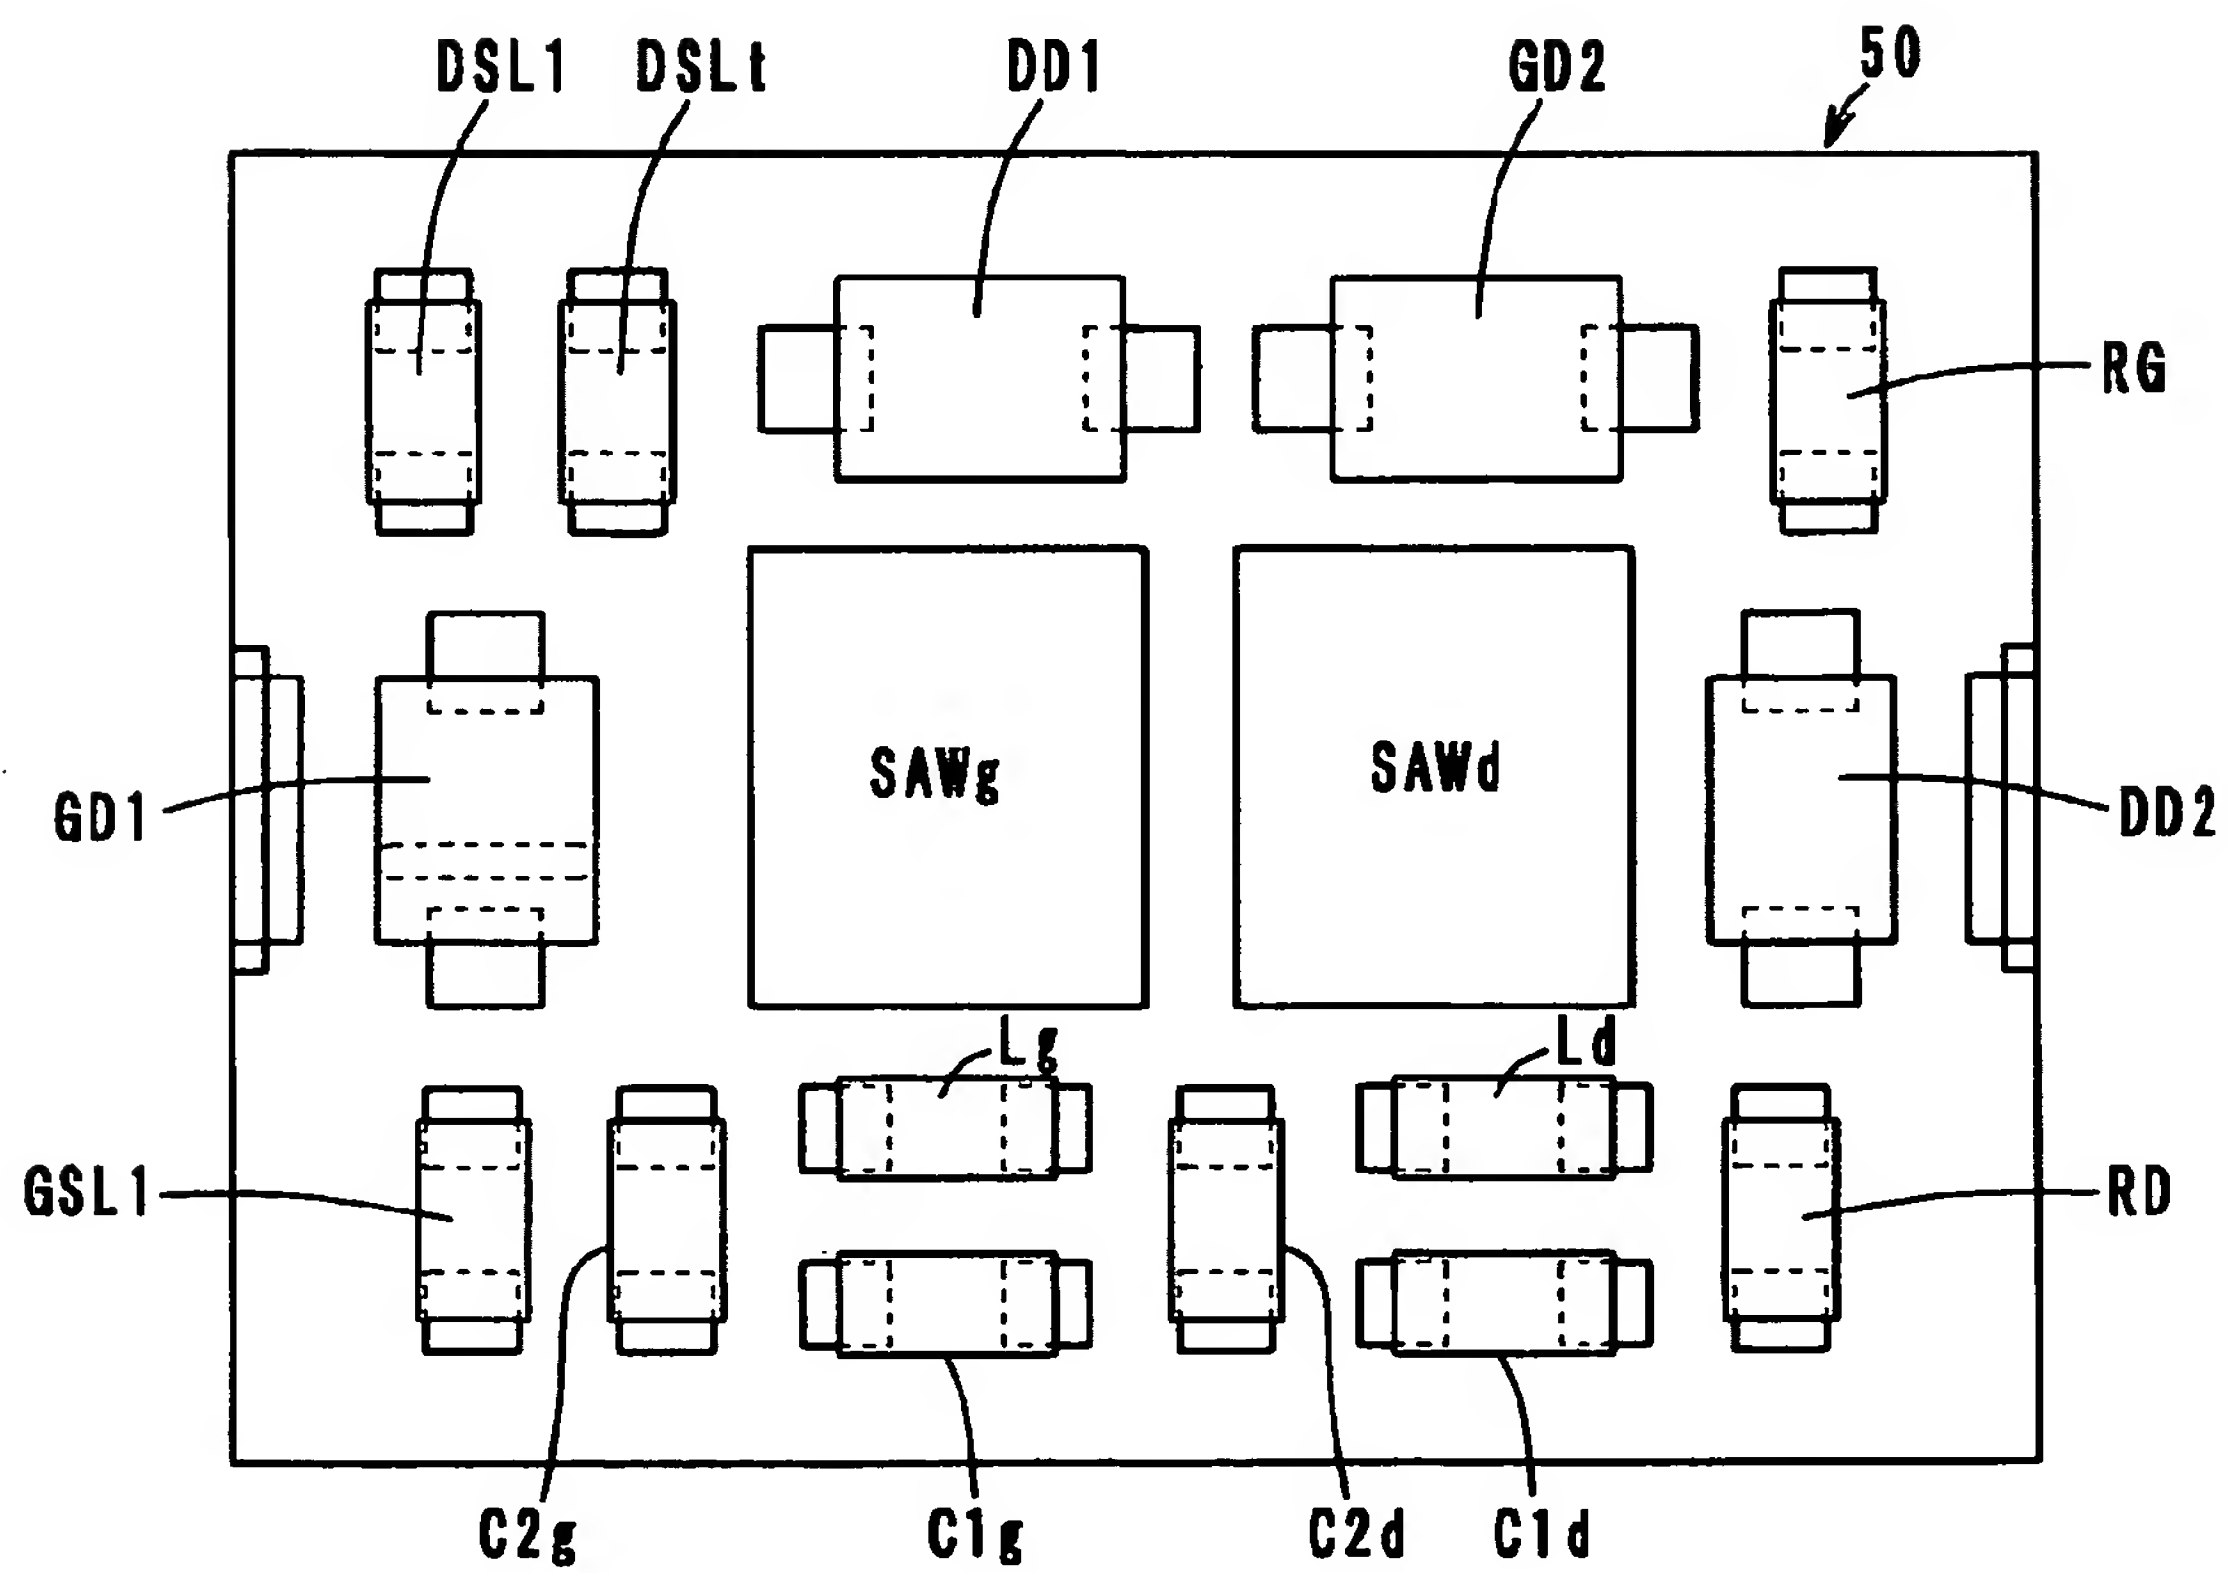 DSL1 DSLt DD1 GD2 50
RG
SAWg SAWd
GD1 DD2
Lg Ld
GSL1 RD
C2g C1g C2d C1d